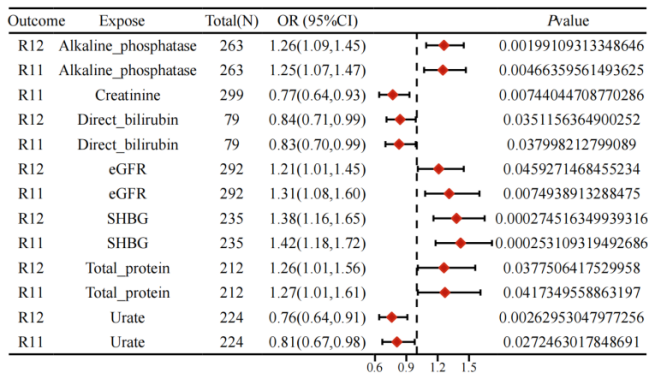 Outcome Expose Total(N) OR (95%CI) Pvalue
R12 Alkaline_phosphatase 263 1.26(1.09,1.45) 0.00199109313348646
R11 Alkaline_phosphatase 263 1.25(1.07,1.47) 0.00466359561493625
R11 Creatinine 299 0.77(0.64,0.93) 0.00744044708770286
R12 Direct_bilirubin 79 0.84(0.71,0.99) 0.0351156364900252
R11 Direct_bilirubin 79 0.83(0.70,0.99) 0.037998212799089
R12 eGFR 292 1.21(1.01,1.45) 0.0459271468455234
R11 eGFR 292 1.31(1.08,1.60) 0.0074938913288475
R12 SHBG 235 1.38(1.16,1.65) 0.000274516349939316
R11 SHBG 235 1.42(1.18,1.72) 0.000253109319492686
R12 Total_protein 212 1.26(1.01,1.56) 0.0377506417529958
R11 Total_protein 212 1.27(1.01,1.61) 0.0417349558863197
R12 Urate 224 0.76(0.64,0.91) 0.00262953047977256
R11 Urate 224 0.81(0.67,0.98) 0.0272463017848691
0.6 0.9 1.2 1.5